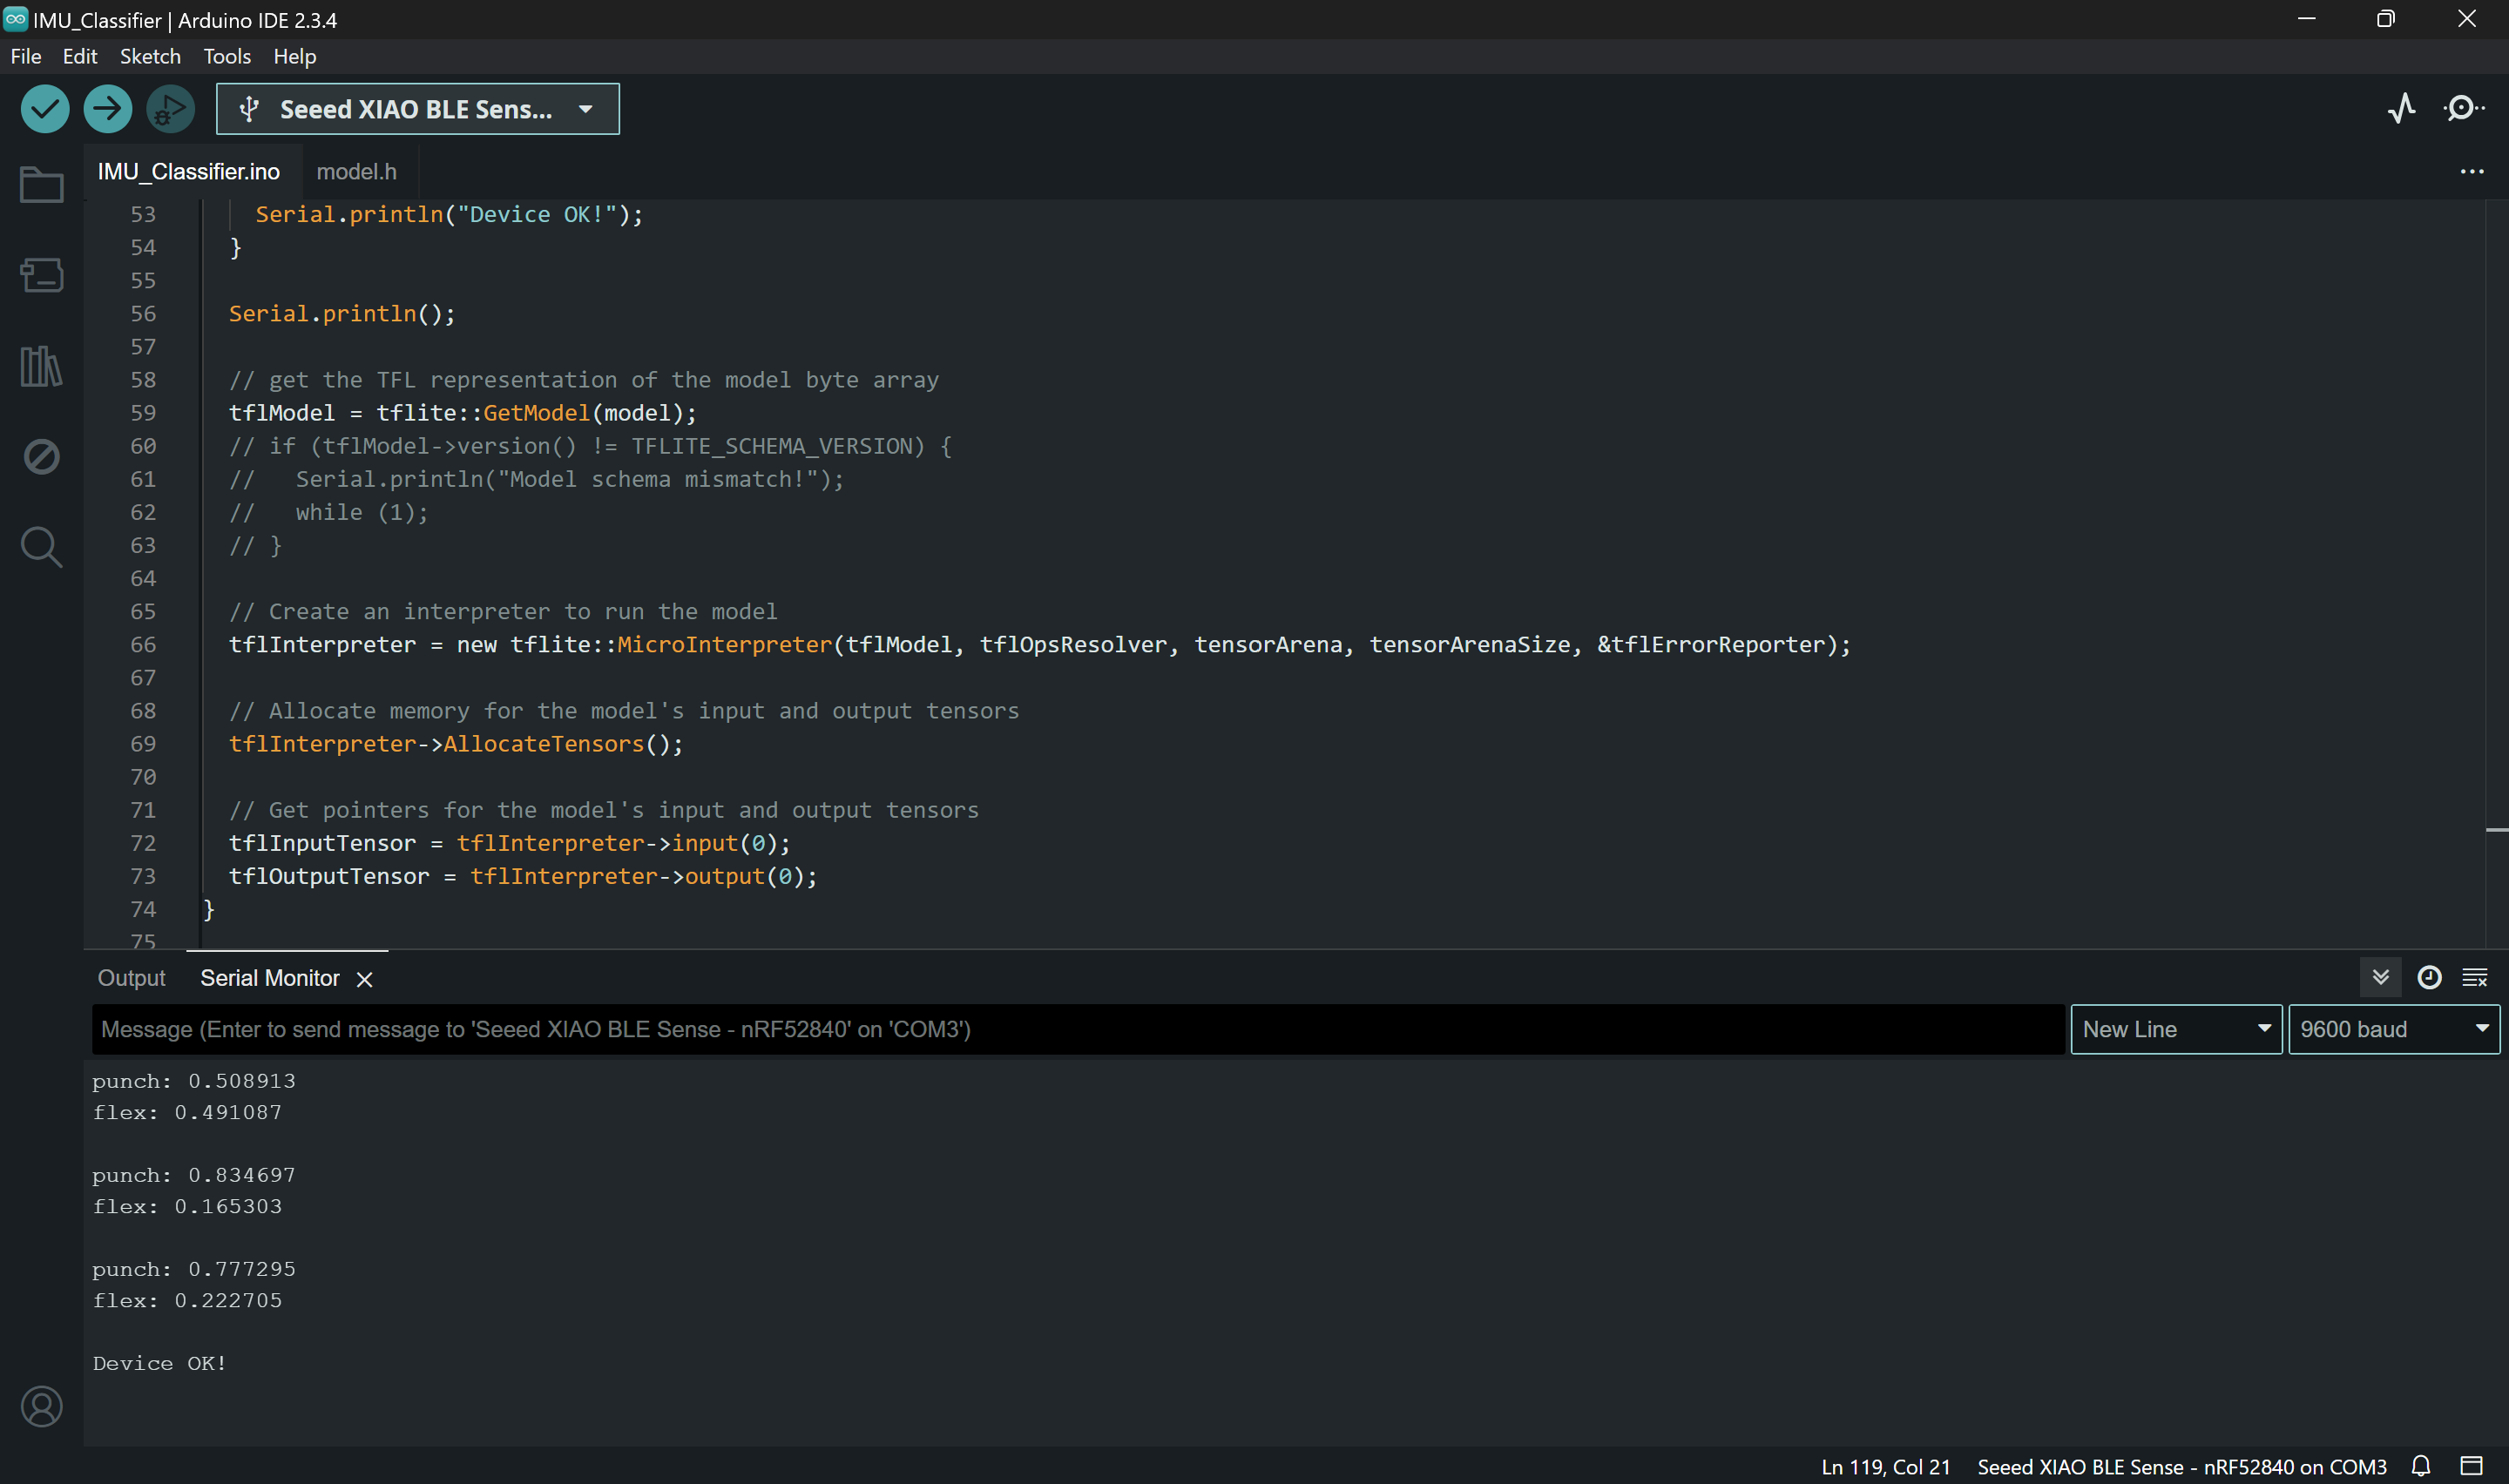 IMU_Classifier | Arduino IDE 2.3.4
File Edit Sketch Tools Help
Seeed XIAO BLE Sens...
IMU_Classifier.ino model.h
53 Serial.println("Device OK!");
54 }
55
56 Serial.println();
57
58 // get the TFL representation of the model byte array
59 tflModel = tflite::GetModel(model);
60 // if (tflModel->version() != TFLITE_SCHEMA_VERSION) {
61 //   Serial.println("Model schema mismatch!");
62 //   while (1);
63 // }
64
65 // Create an interpreter to run the model
66 tflInterpreter = new tflite::MicroInterpreter(tflModel, tflOpsResolver, tensorArena, tensorArenaSize, &tflErrorReporter);
67
68 // Allocate memory for the model's input and output tensors
69 tflInterpreter->AllocateTensors();
70
71 // Get pointers for the model's input and output tensors
72 tflInputTensor = tflInterpreter->input(0);
73 tflOutputTensor = tflInterpreter->output(0);
74 }
75
Output Serial Monitor
Message (Enter to send message to 'Seeed XIAO BLE Sense - nRF52840' on 'COM3') New Line 9600 baud
punch: 0.508913
flex: 0.491087
punch: 0.834697
flex: 0.165303
punch: 0.777295
flex: 0.222705
Device OK!
Ln 119, Col 21 Seeed XIAO BLE Sense - nRF52840 on COM3